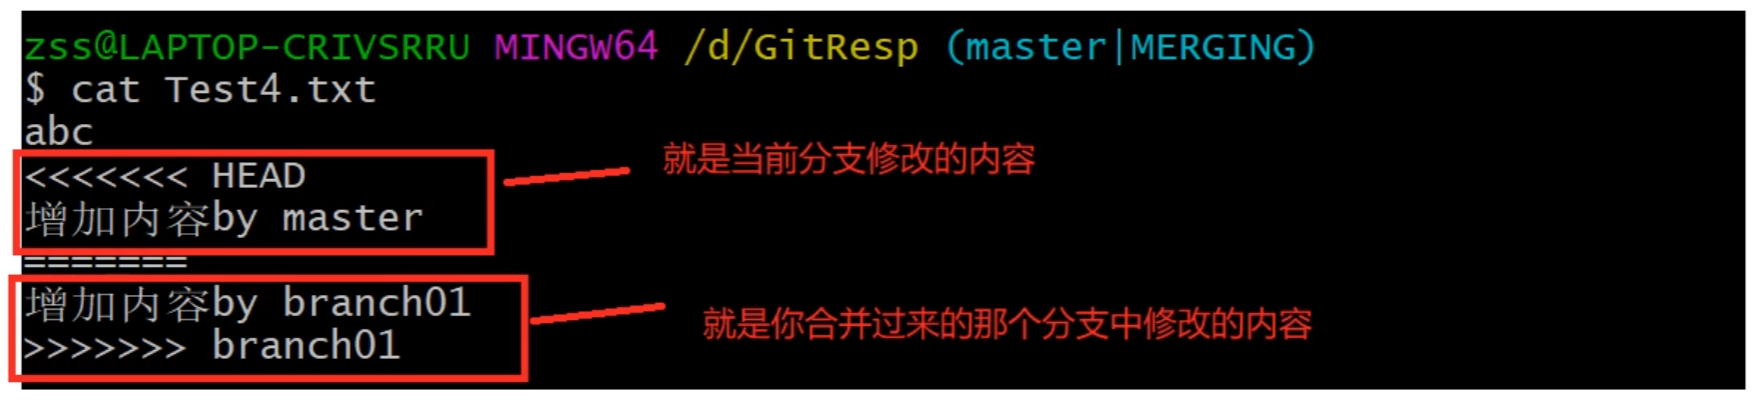 zss@LAPTOP-CRIVSRRU MINGW64 /d/GitResp (master|MERGING)
$ cat Test4.txt
abc
<<<<<<< HEAD
就是当前分支修改的内容
增加内容by master
=======
增加内容by branch01
就是你合并过来的那个分支中修改的内容
>>>>>>> branch01